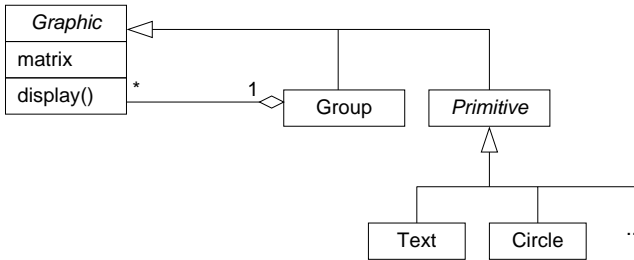 Graphic
matrix
display()
*
1
Group
Primitive
Text
Circle
..